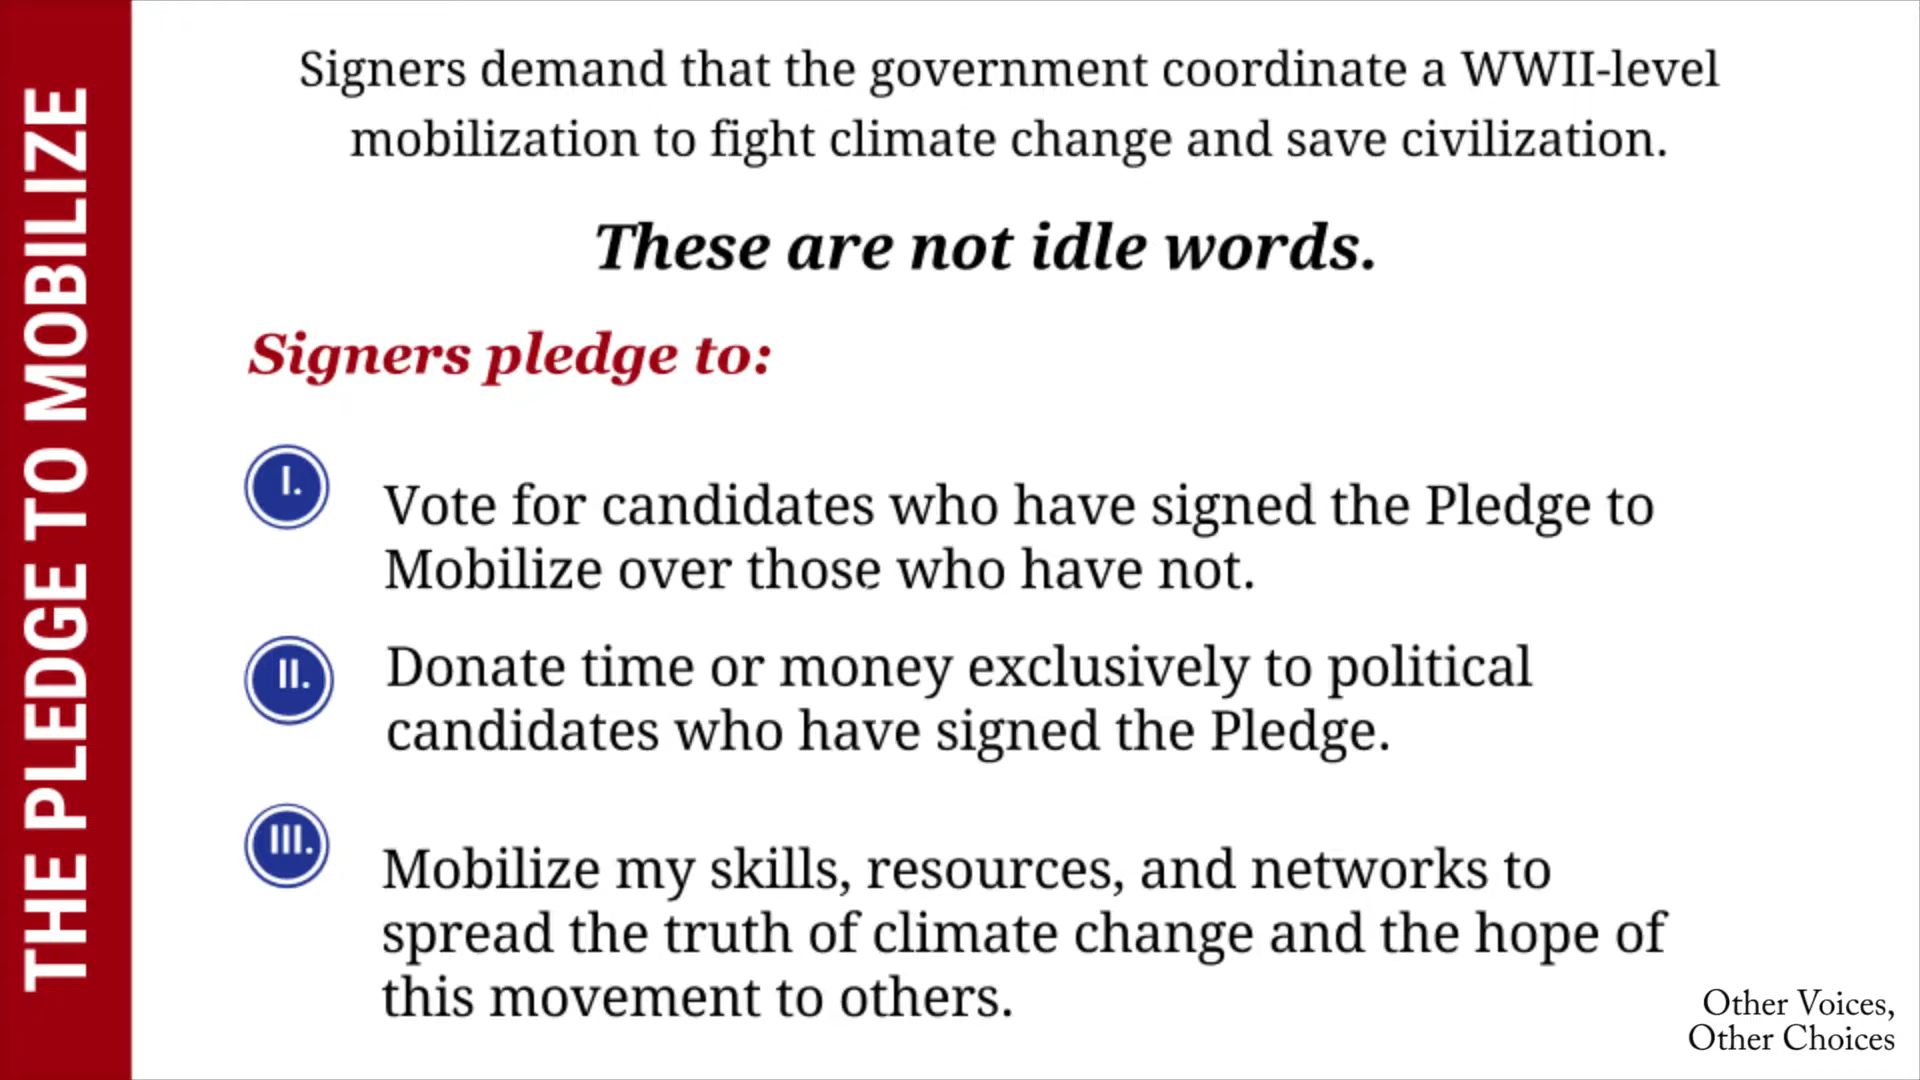 THE PLEDGE TO MOBILIZE
Signers demand that the government coordinate a WWII-level
mobilization to fight climate change and save civilization.
These are not idle words.
Signers pledge to:
I.
Vote for candidates who have signed the Pledge to
Mobilize over those who have not.
II.
Donate time or money exclusively to political
candidates who have signed the Pledge.
III.
Mobilize my skills, resources, and networks to
spread the truth of climate change and the hope of
this movement to others.
Other Voices,
Other Choices